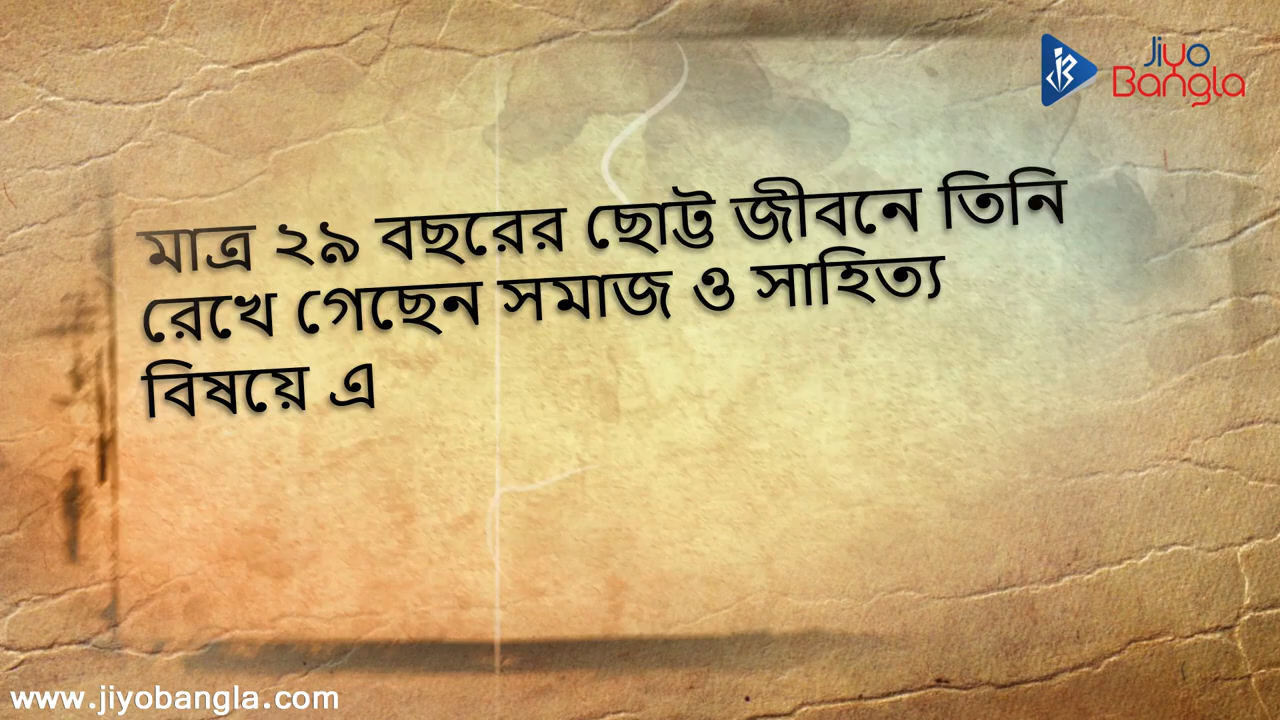 Jiyo
Bangla
মাত্র ২৯ বছরের ছোট্ট জীবনে তিনি
রেখে গেছেন সমাজ ও সাহিত্য
বিষয়ে এ
www.jiyobangla.com